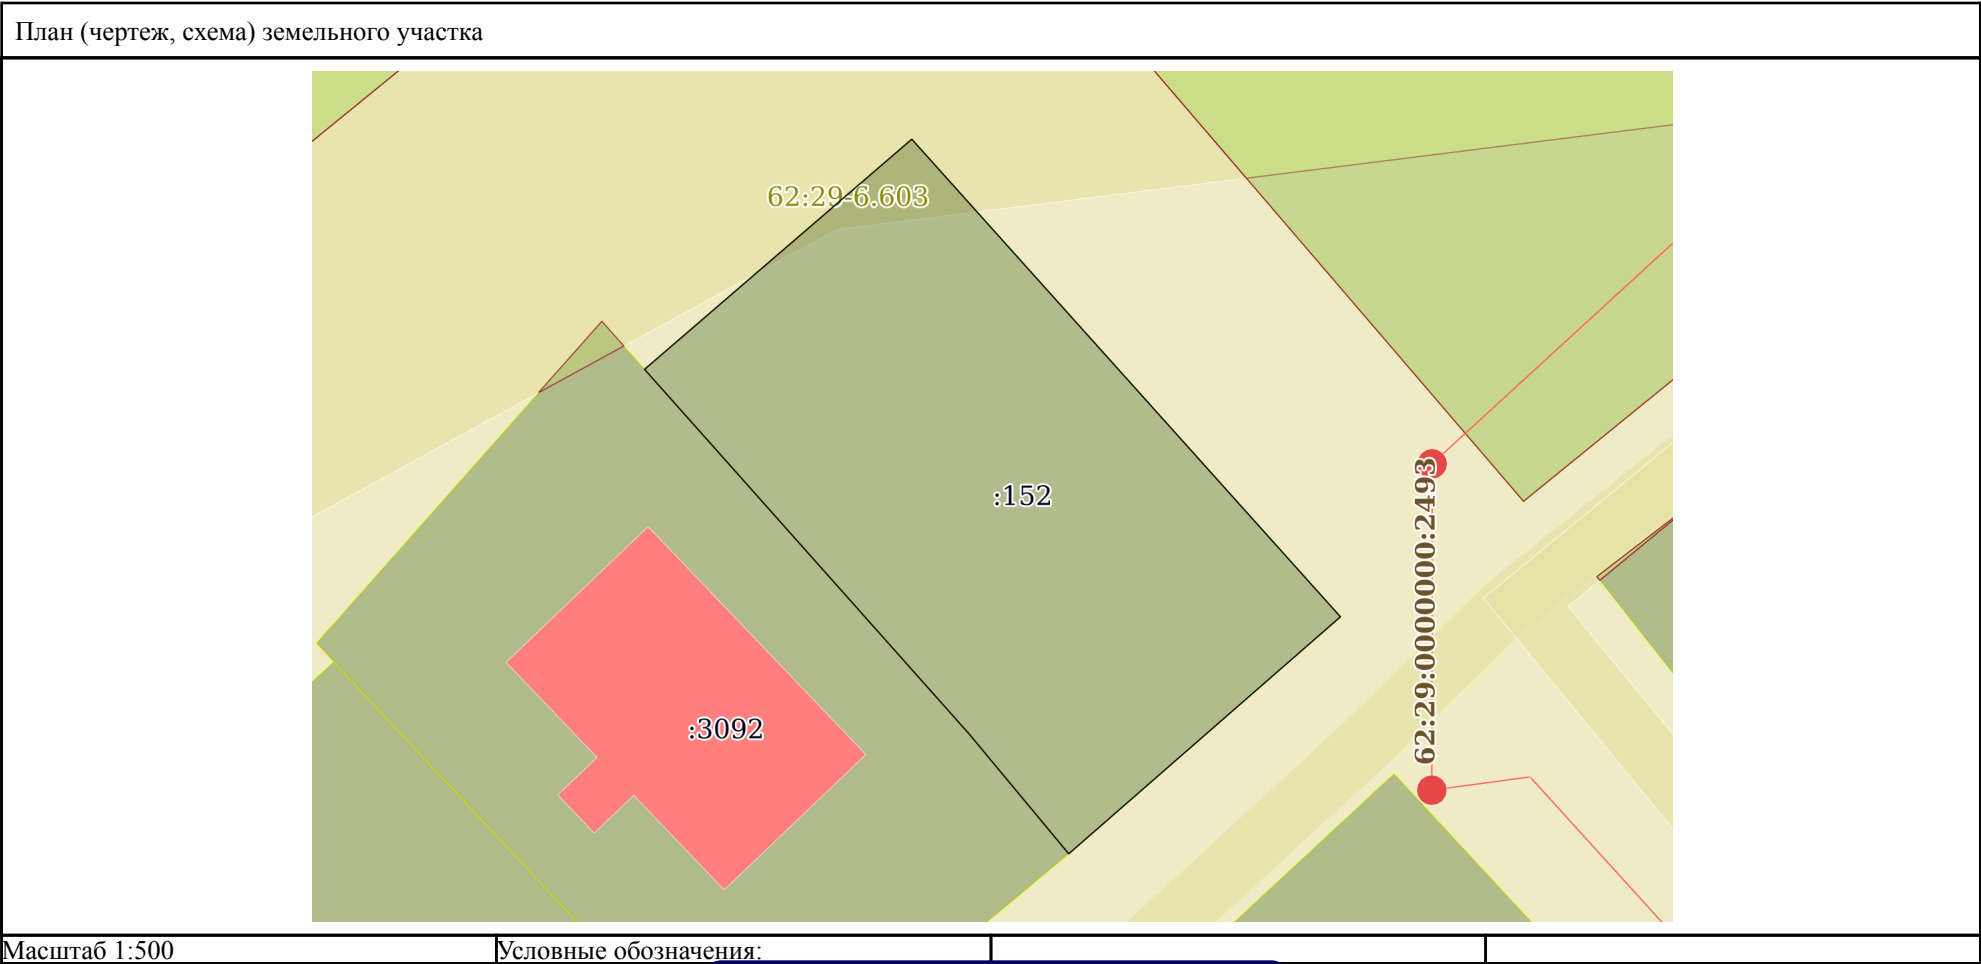 План (чертеж, схема) земельного участка
62:29-6.603
:152
62:29:0000000:2493
:3092
Масштаб 1:500
Условные обозначения: